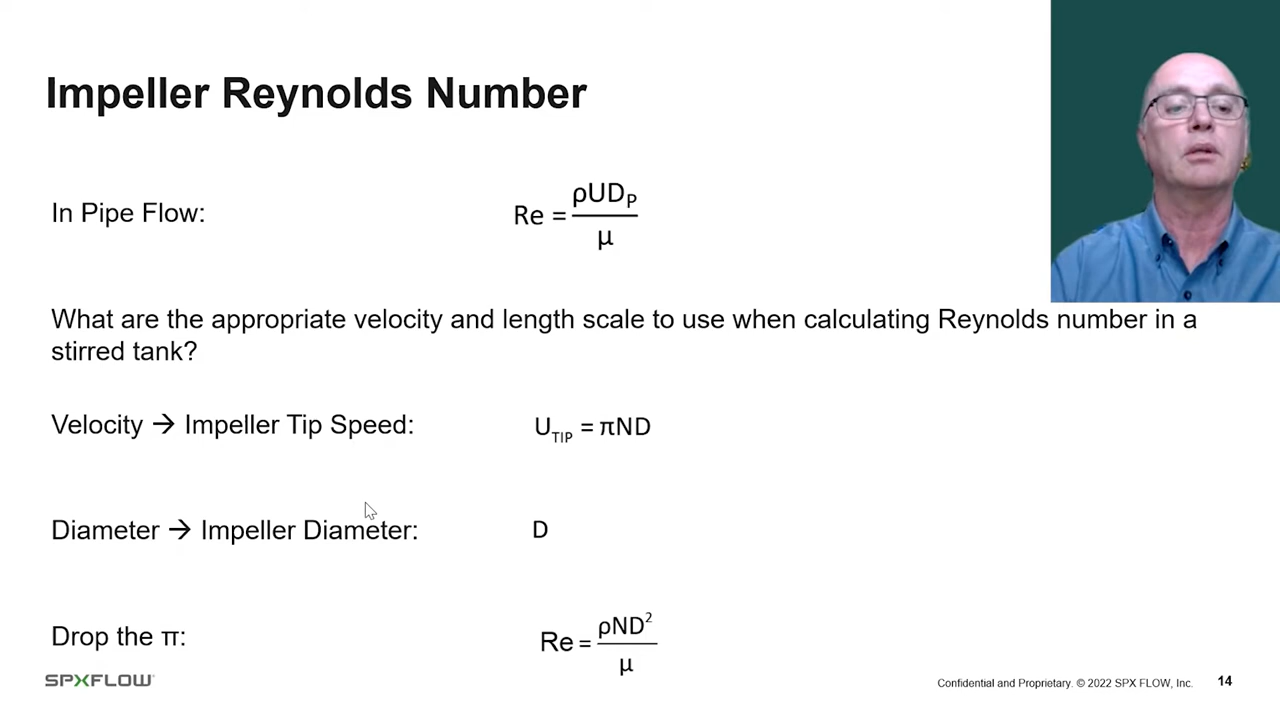 Impeller Reynolds Number
In Pipe Flow:
Re = ρUD_P / μ
What are the appropriate velocity and length scale to use when calculating Reynolds number in a
stirred tank?
Velocity → Impeller Tip Speed: U_TIP = πND
Diameter → Impeller Diameter: D
Drop the π:
Re = ρND² / μ
SPXFLOW
Confidential and Proprietary. © 2022 SPX FLOW, Inc. 14